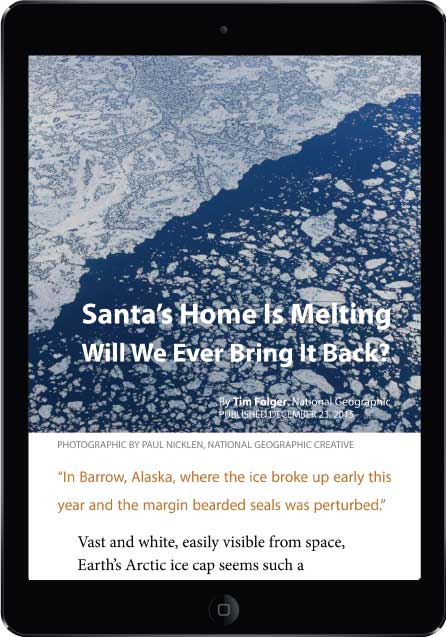 Santa's Home Is Melting
Will We Ever Bring It Back?
By Tim Folger, National Geographic
PUBLISHED DECEMBER 23, 2015
PHOTOGRAPHIC BY PAUL NICKLEN, NATIONAL GEOGRAPHIC CREATIVE
“In Barrow, Alaska, where the ice broke up early this
year and the margin bearded seals was perturbed.”
Vast and white, easily visible from space,
Earth’s Arctic ice cap seems such a